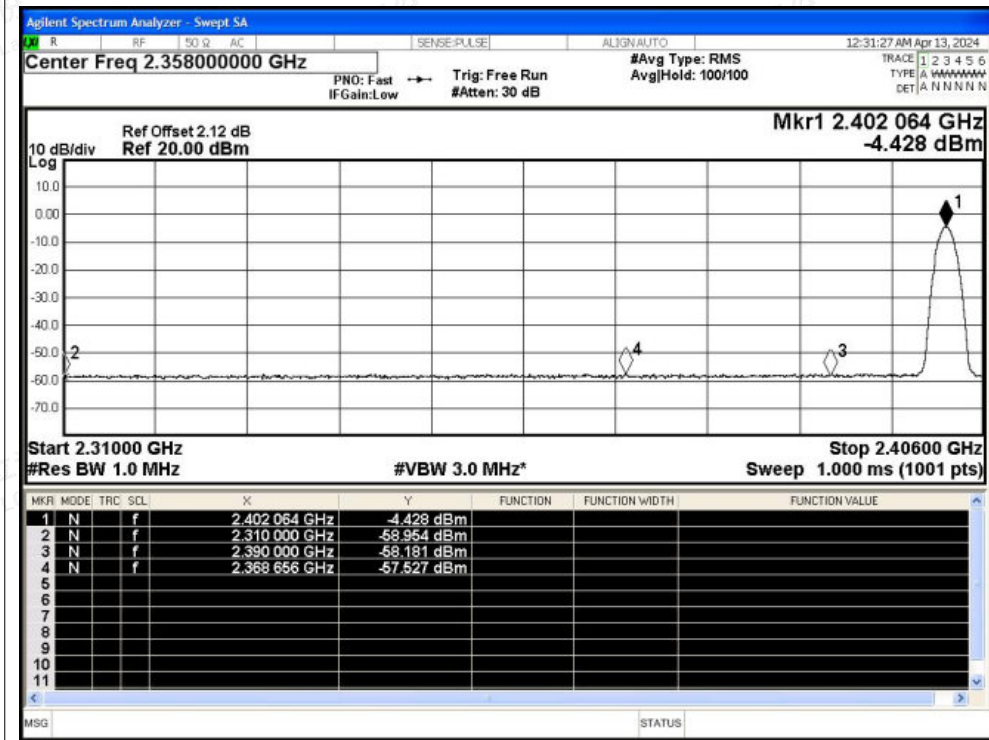 Agilent Spectrum Analyzer - Swept SA
LXI R RF 50 Ω AC SENSE:PULSE ALIGN AUTO 12:31:27 AM Apr 13, 2024
Center Freq 2.358000000 GHz #Avg Type: RMS TRACE 1 2 3 4 5 6
PNO: Fast Trig: Free Run Avg|Hold: 100/100 TYPE A WWWWW
IFGain:Low #Atten: 30 dB DET A N N N N N
Mkr1 2.402 064 GHz
Ref Offset 2.12 dB
10 dB/div Ref 20.00 dBm -4.428 dBm
Log
10.0
0.00
1
-10.0
-20.0
-30.0
-40.0
-50.0
2 4 3
-60.0
-70.0
Start 2.31000 GHz Stop 2.40600 GHz
#Res BW 1.0 MHz #VBW 3.0 MHz* Sweep 1.000 ms (1001 pts)
MKR MODE TRC SCL X Y FUNCTION FUNCTION WIDTH FUNCTION VALUE
1 N f 2.402 064 GHz -4.428 dBm
2 N f 2.310 000 GHz -58.954 dBm
3 N f 2.390 000 GHz -58.181 dBm
4 N f 2.368 656 GHz -57.527 dBm
5
6
7
8
9
10
11
MSG STATUS